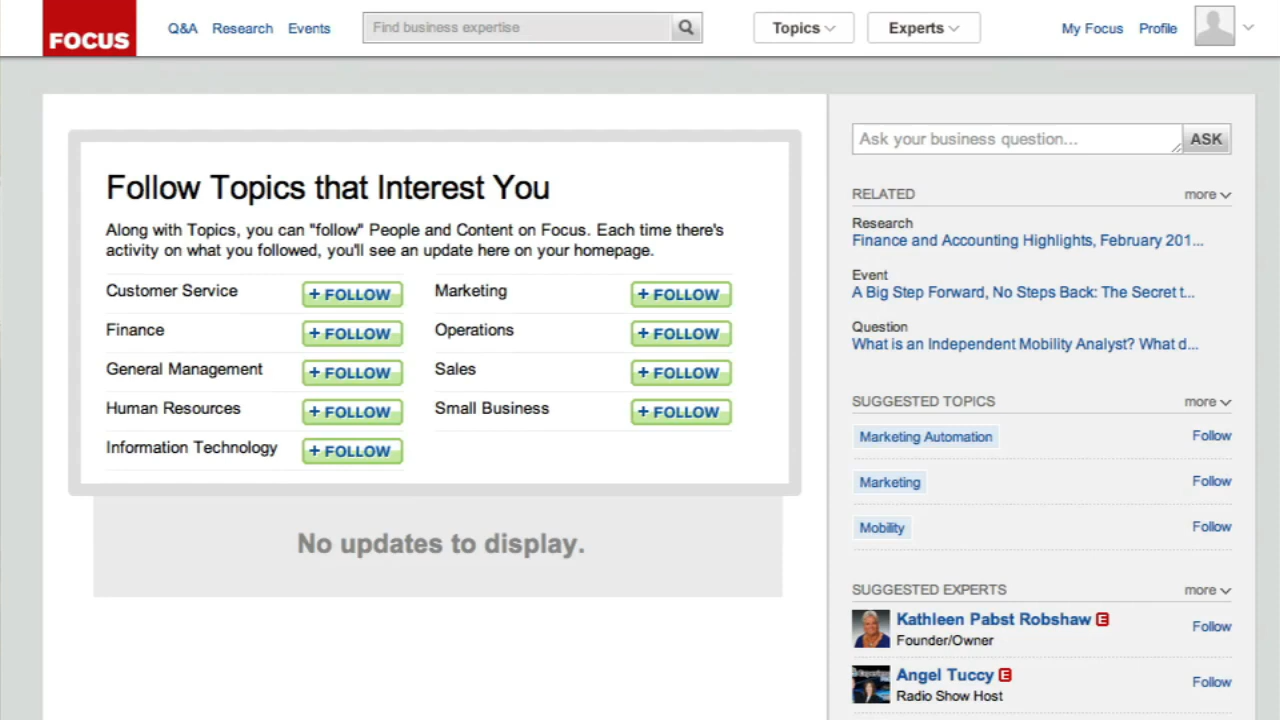 FOCUS
Q&A Research Events
Find business expertise
Topics
Experts
My Focus Profile
Follow Topics that Interest You
Along with Topics, you can "follow" People and Content on Focus. Each time there's
activity on what you followed, you'll see an update here on your homepage.
Customer Service + FOLLOW Marketing + FOLLOW
Finance + FOLLOW Operations + FOLLOW
General Management + FOLLOW Sales + FOLLOW
Human Resources + FOLLOW Small Business + FOLLOW
Information Technology + FOLLOW
No updates to display.
Ask your business question... ASK
RELATED more
Research
Finance and Accounting Highlights, February 201...
Event
A Big Step Forward, No Steps Back: The Secret t...
Question
What is an Independent Mobility Analyst? What d...
SUGGESTED TOPICS more
Marketing Automation Follow
Marketing Follow
Mobility Follow
SUGGESTED EXPERTS more
Kathleen Pabst Robshaw E
Founder/Owner
Follow
Angel Tuccy E
Radio Show Host
Follow